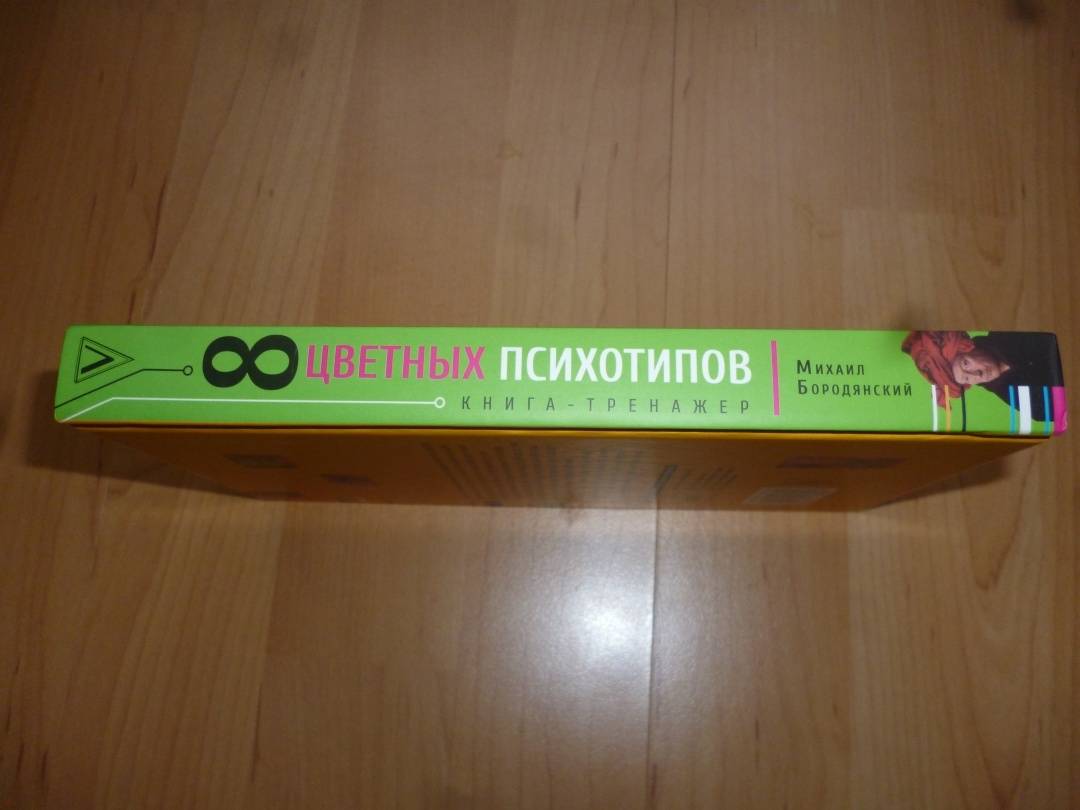 8 ЦВЕТНЫХ ПСИХОТИПОВ
КНИГА-ТРЕНАЖЕР
Михаил
Бородянский